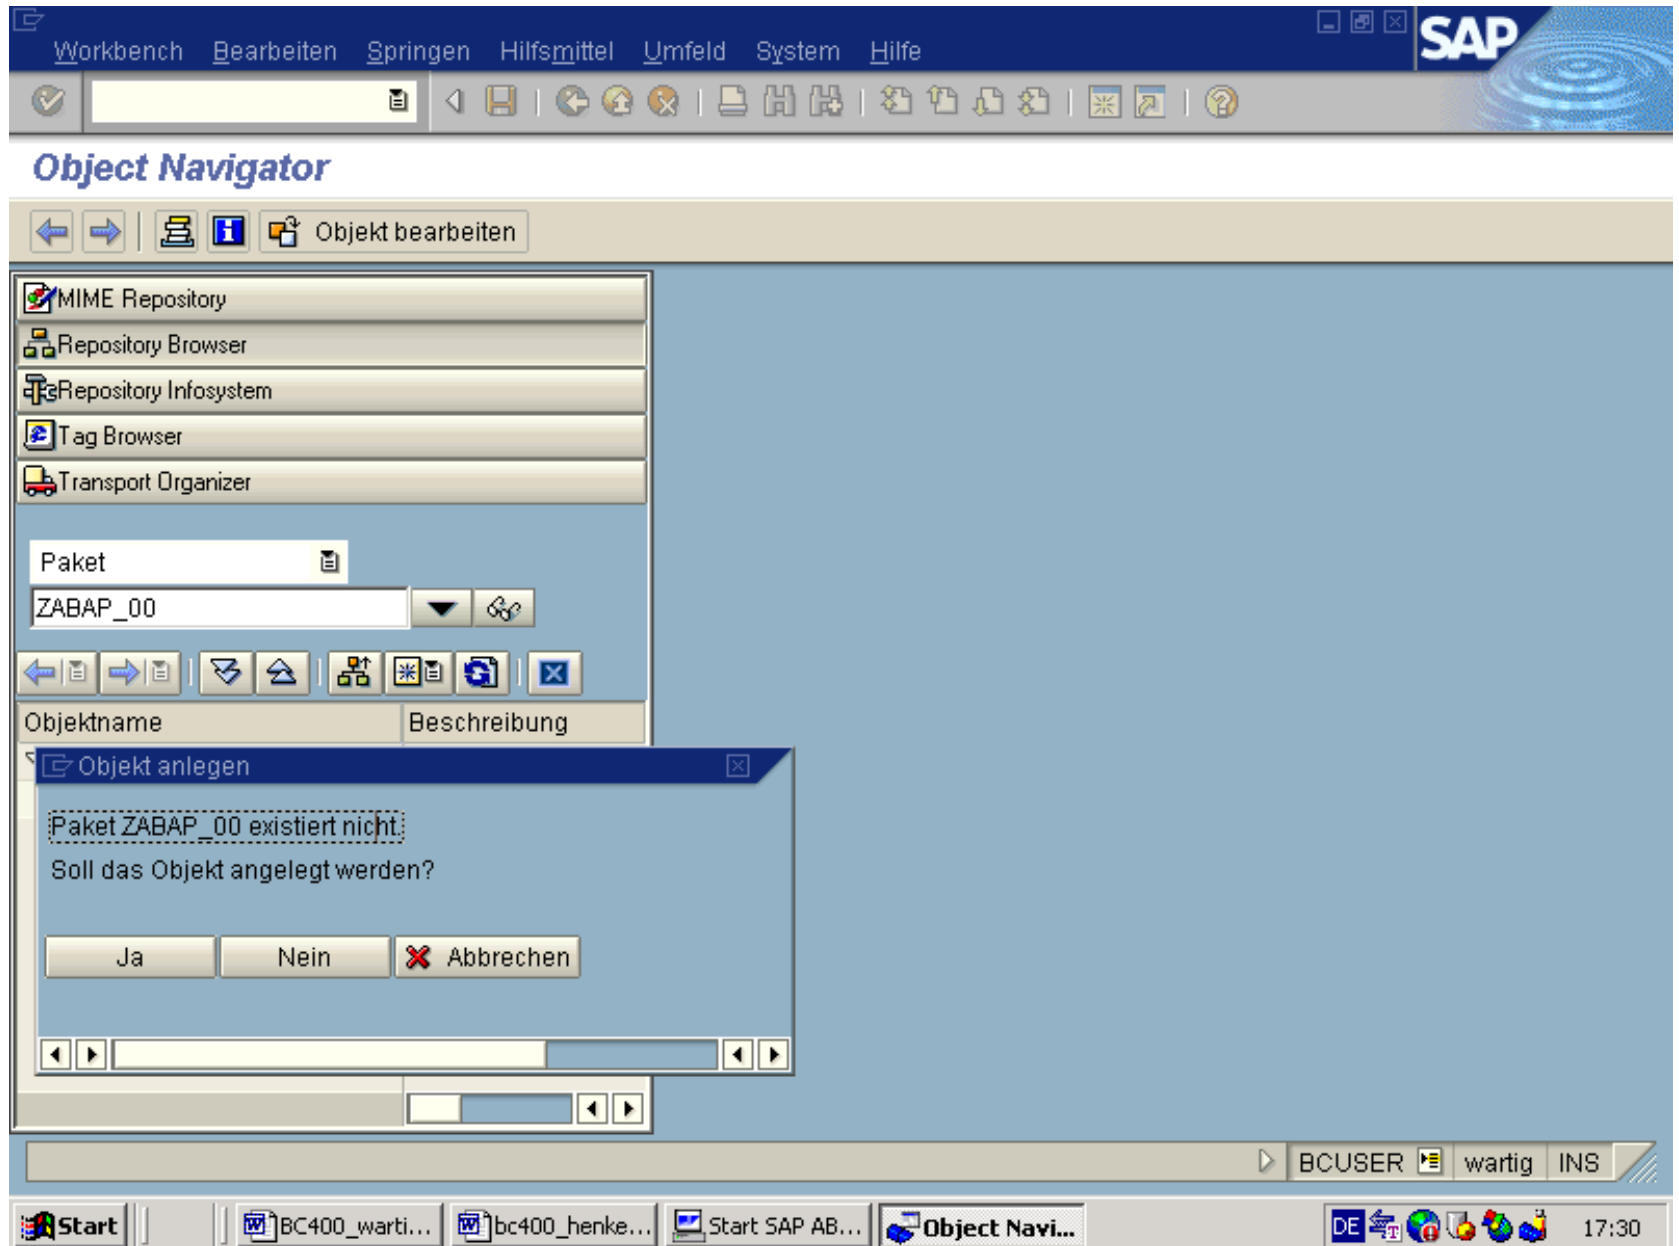 Workbench Bearbeiten Springen Hilfsmittel Umfeld System Hilfe
SAP
Object Navigator
Objekt bearbeiten
MIME Repository
Repository Browser
Repository Infosystem
Tag Browser
Transport Organizer
Paket
ZABAP_00
Objektname Beschreibung
Objekt anlegen
Paket ZABAP_00 existiert nicht.
Soll das Objekt angelegt werden?
Ja Nein Abbrechen
BCUSER wartig INS
Start BC400_warti... bc400_henke... Start SAP AB... Object Navi... DE 17:30